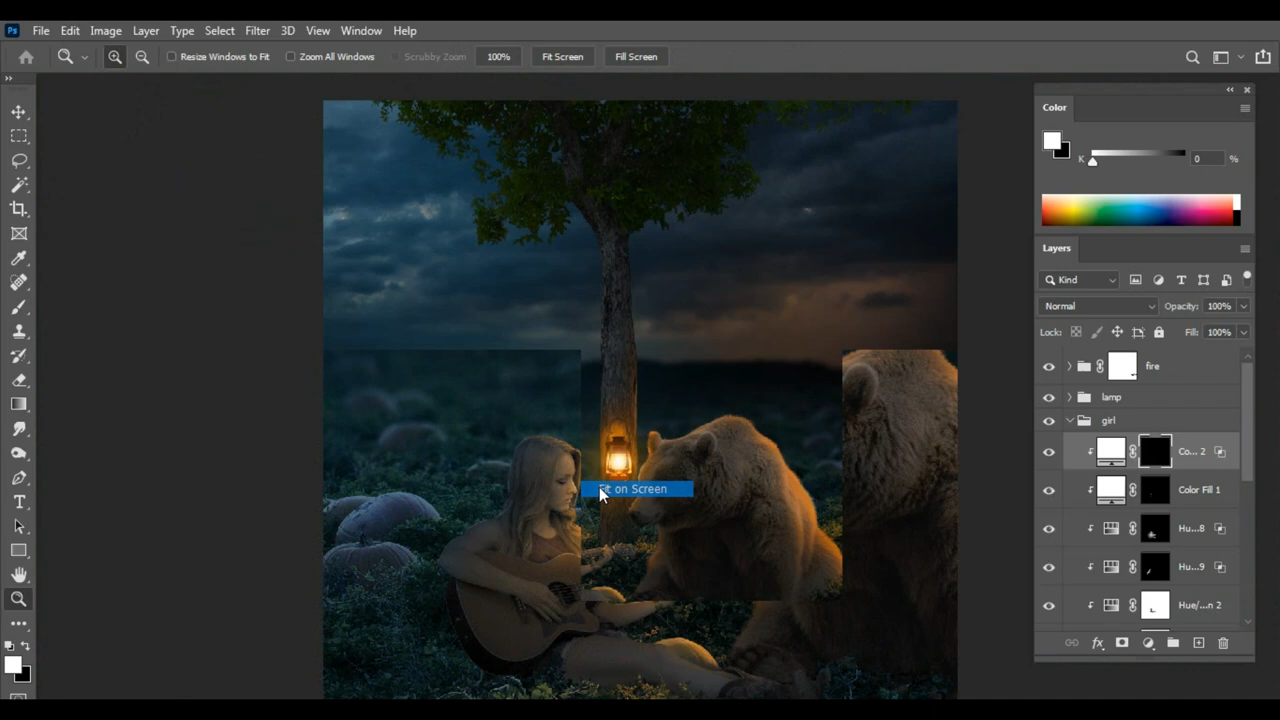 Ps File Edit Image Layer Type Select Filter 3D View Window Help
Resize Windows to Fit Zoom All Windows Scrubby Zoom 100% Fit Screen Fill Screen
Color
K 0 %
Layers
Kind
Normal Opacity: 100%
Lock: Fill: 100%
fire
lamp
girl
Co... 2
Color Fill 1
Hu...8
Hu...9
Hue/...n 2
Fit on Screen